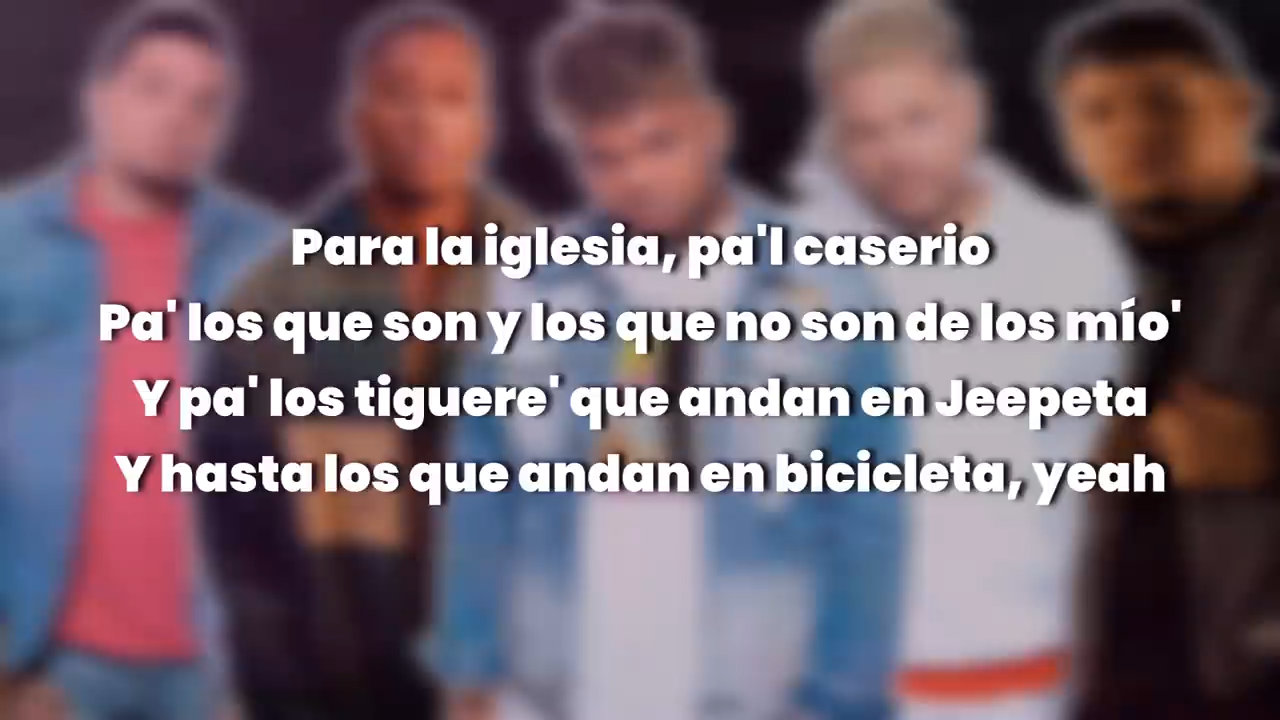 Para la iglesia, pa'l caserio
Pa' los que son y los que no son de los mío'
Y pa' los tiguere' que andan en Jeepeta
Y hasta los que andan en bicicleta, yeah